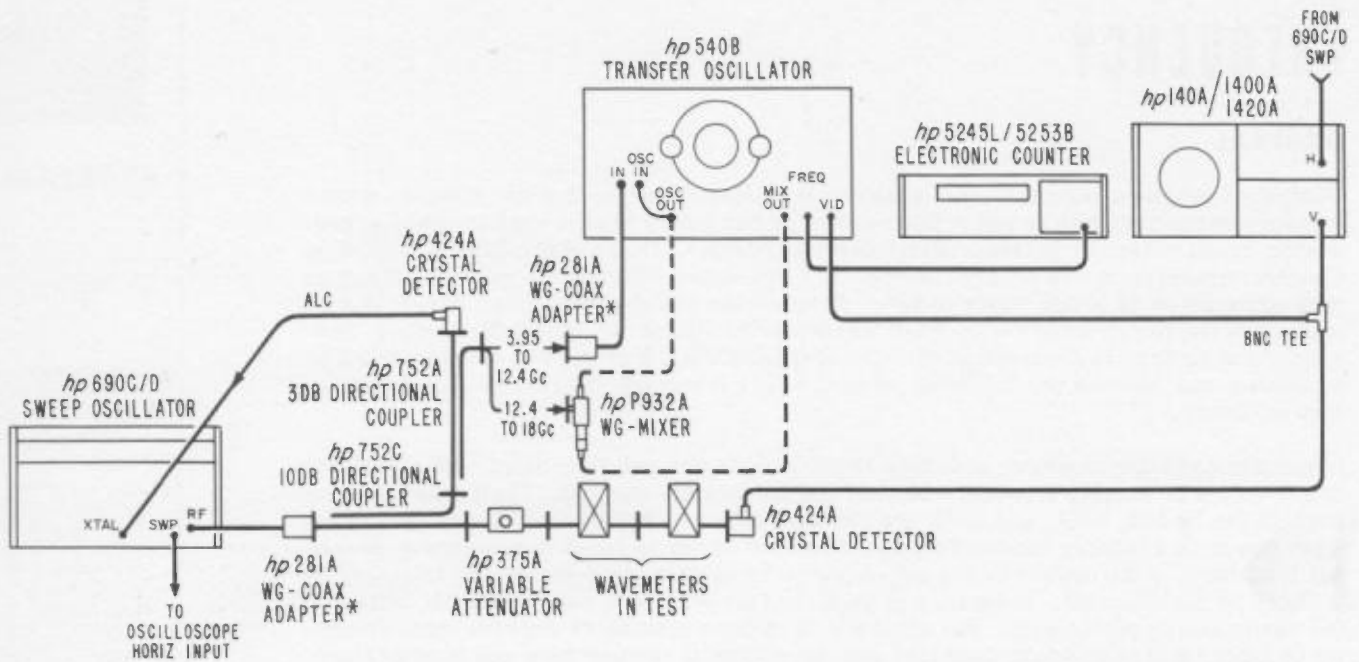 FROM
690C/D
SWP
hp 540B
TRANSFER OSCILLATOR
hp 140A/1400A
1420A
hp 5245L/5253B
ELECTRONIC COUNTER
IN
OSC
IN
OSC
OUT
MIX
OUT
FREQ
VID
H
V
hp 424A
CRYSTAL
DETECTOR
hp 281A
WG-COAX
ADAPTER*
ALC
3.95
TO
12.4Gc
BNC TEE
hp 752A
3DB DIRECTIONAL
COUPLER
hp 690C/D
SWEEP OSCILLATOR
12.4
TO 18Gc
hp P932A
WG-MIXER
hp 752C
10DB DIRECTIONAL
COUPLER
XTAL
SWP
RF
hp 424A
CRYSTAL DETECTOR
hp 281A
WG-COAX
ADAPTER*
hp 375A
VARIABLE
ATTENUATOR
WAVEMETERS
IN TEST
TO
OSCILLOSCOPE
HORIZ INPUT